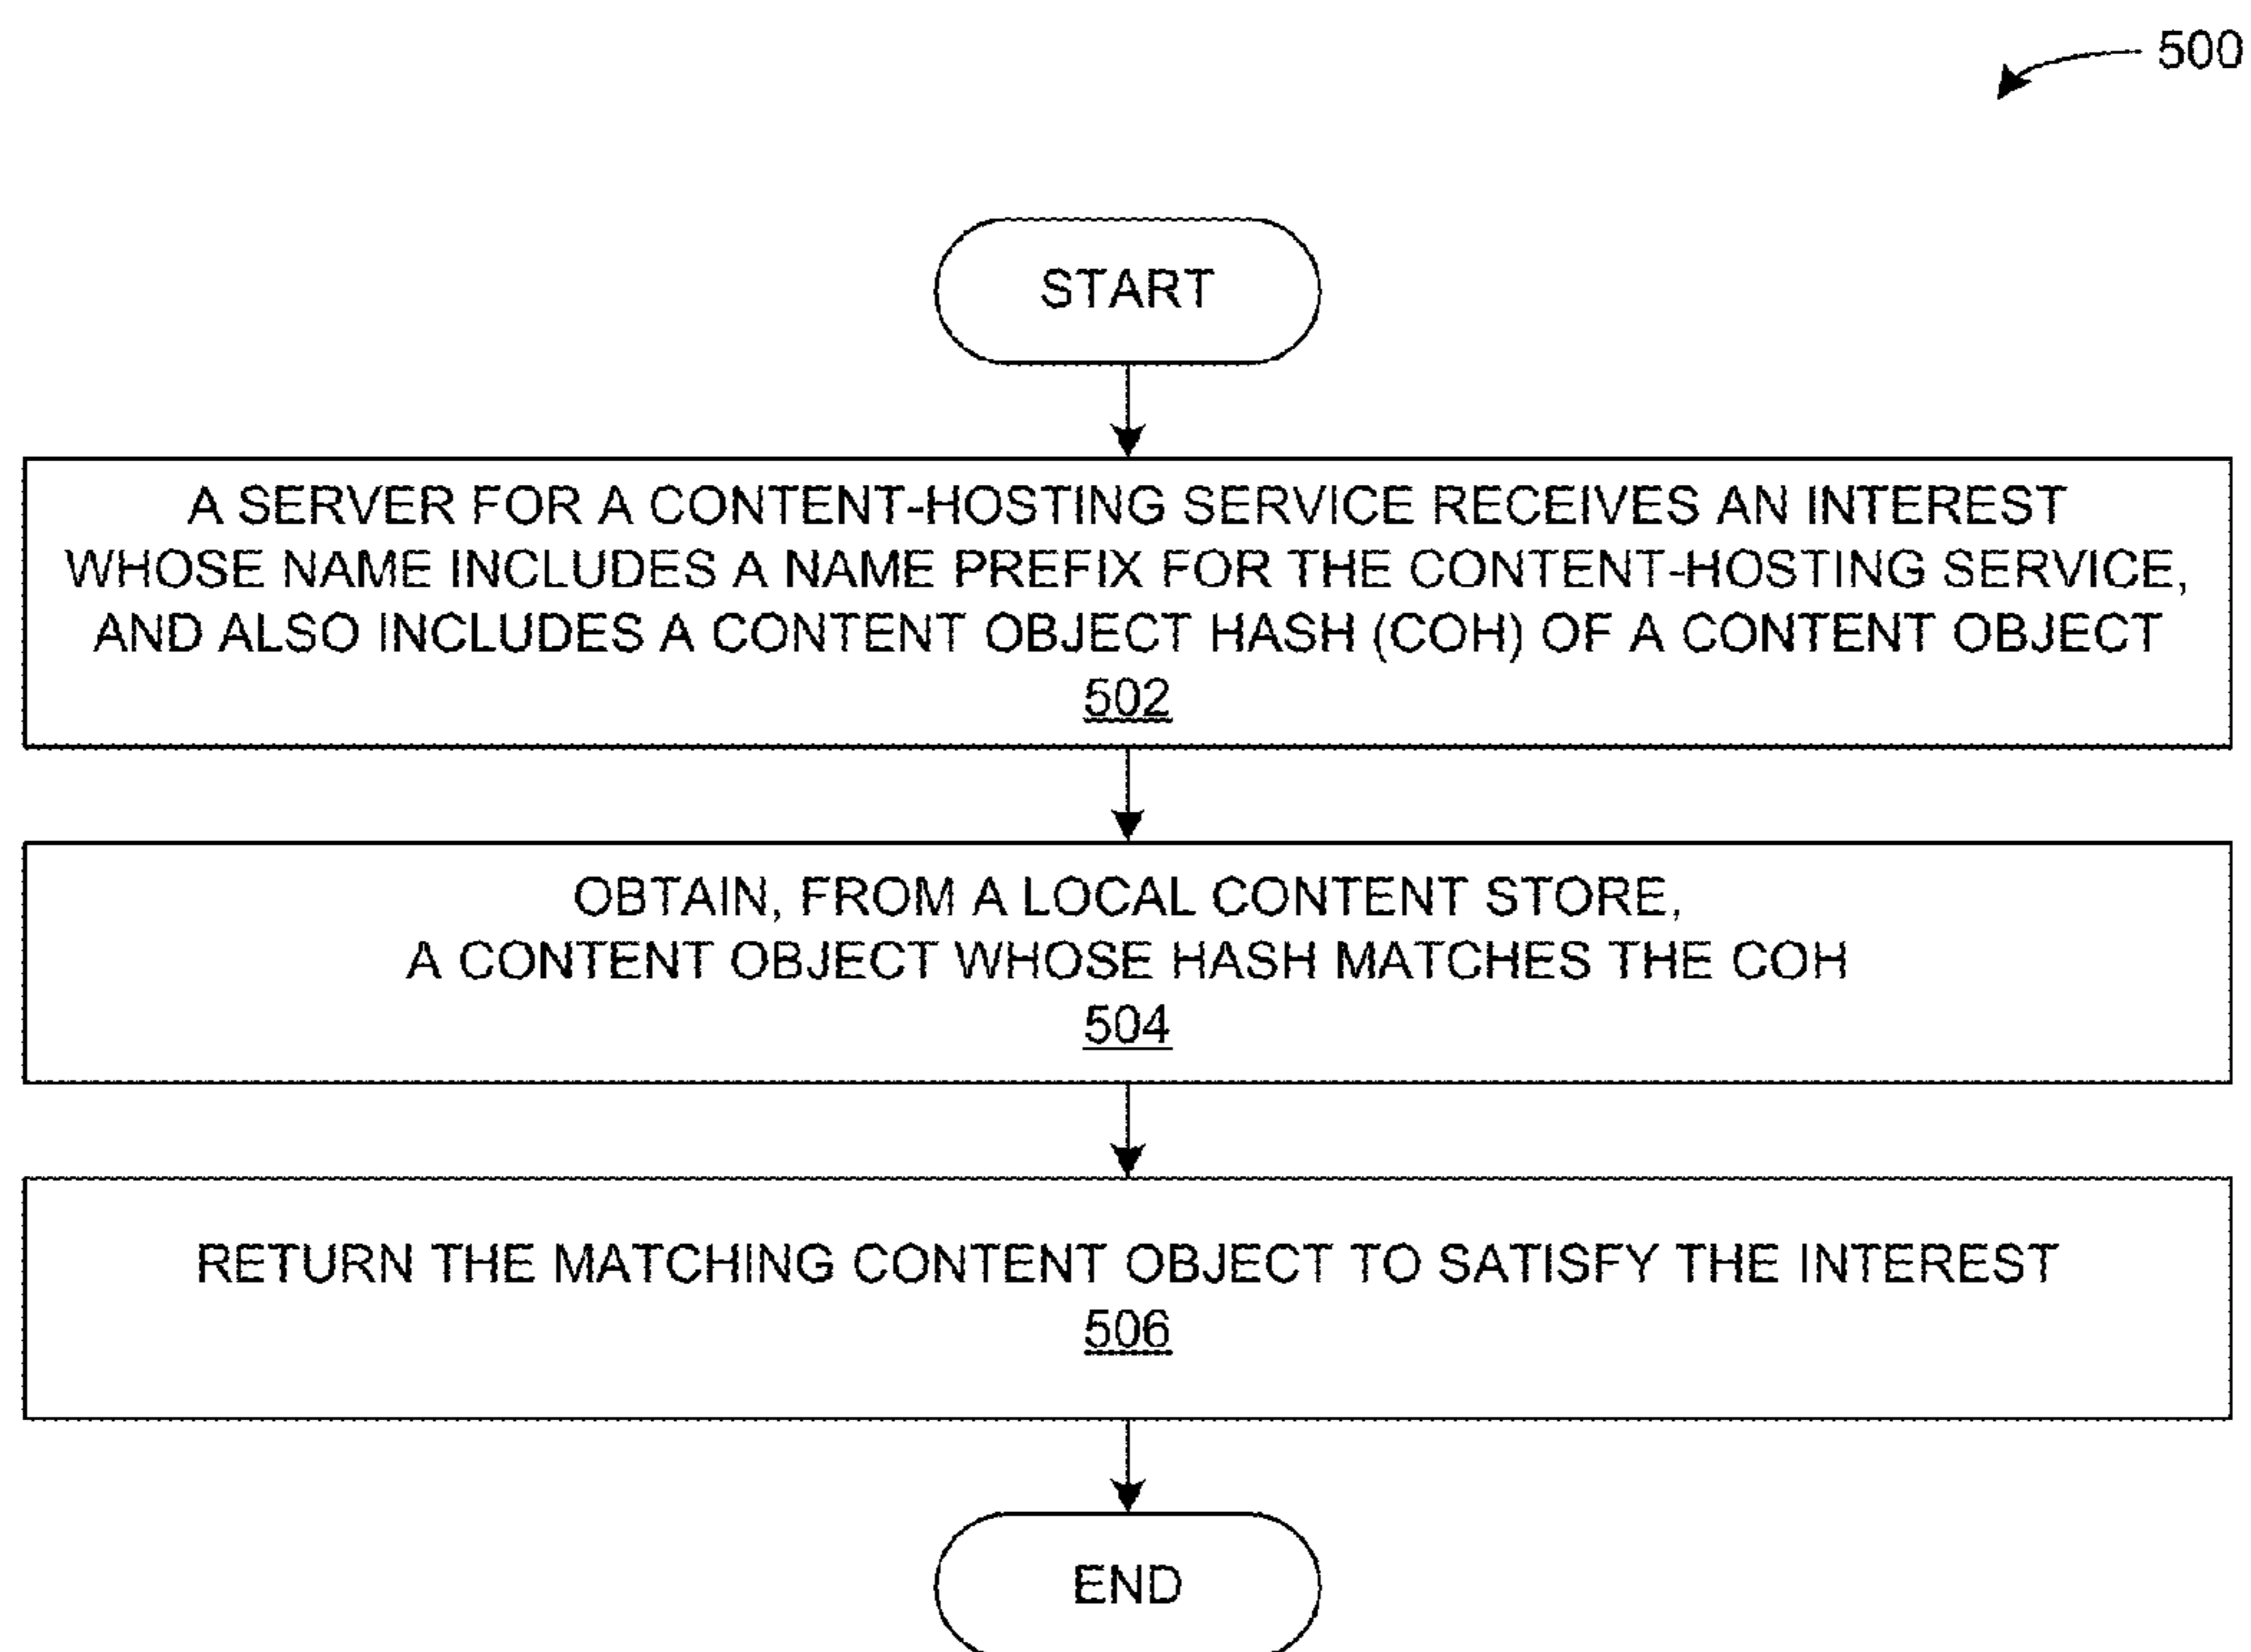 500
START
A SERVER FOR A CONTENT-HOSTING SERVICE RECEIVES AN INTEREST
WHOSE NAME INCLUDES A NAME PREFIX FOR THE CONTENT-HOSTING SERVICE,
AND ALSO INCLUDES A CONTENT OBJECT HASH (COH) OF A CONTENT OBJECT
502
OBTAIN, FROM A LOCAL CONTENT STORE,
A CONTENT OBJECT WHOSE HASH MATCHES THE COH
504
RETURN THE MATCHING CONTENT OBJECT TO SATISFY THE INTEREST
506
END